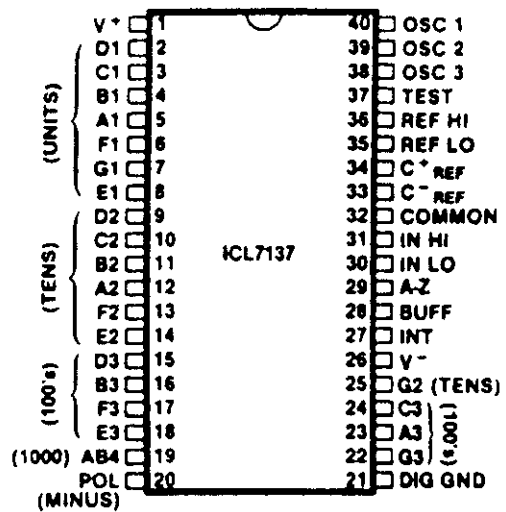 V+ 1 40 OSC 1
D1 2 39 OSC 2
C1 3 38 OSC 3
B1 4 37 TEST
(UNITS) A1 5 36 REF HI
F1 6 35 REF LO
G1 7 34 C+ REF
E1 8 33 C- REF
D2 9 32 COMMON
C2 10 ICL7137 31 IN HI
B2 11 30 IN LO
(TENS) A2 12 29 A-Z
F2 13 28 BUFF
E2 14 27 INT
D3 15 26 V-
(100's) B3 16 25 G2 (TENS)
F3 17 24 C3
E3 18 23 A3 (100's)
(1000) AB4 19 22 G3
POL 20 21 DIG GND
(MINUS)